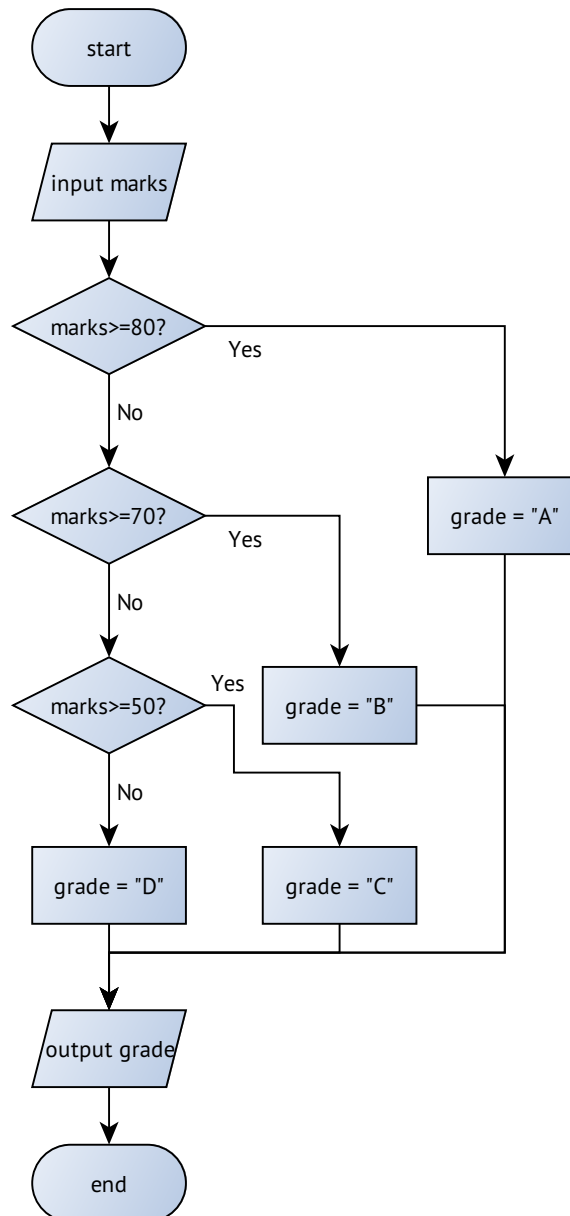 start
input marks
marks>=80?
Yes
No
marks>=70?
Yes
grade = "A"
No
marks>=50?
Yes
grade = "B"
No
grade = "D"
grade = "C"
output grade
end